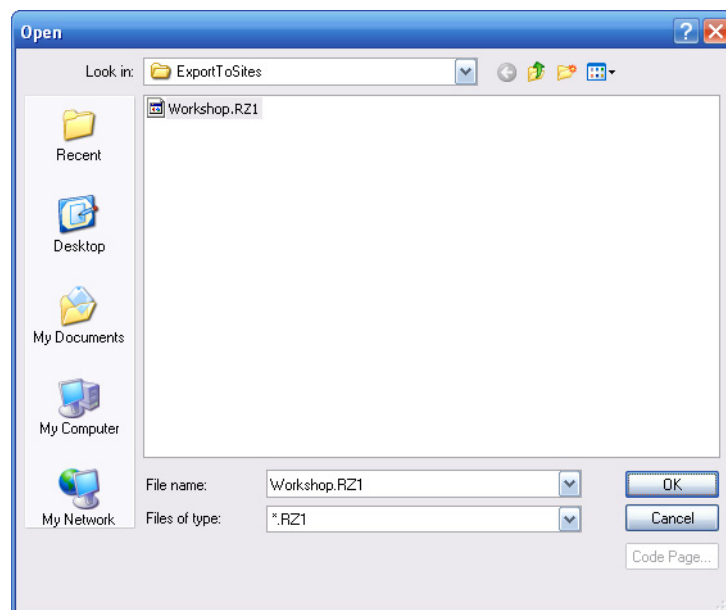 Open
Look in: ExportToSites
Workshop.RZ1
Recent
Desktop
My Documents
My Computer
My Network
File name: Workshop.RZ1 OK
Files of type: *.RZ1 Cancel
Code Page...